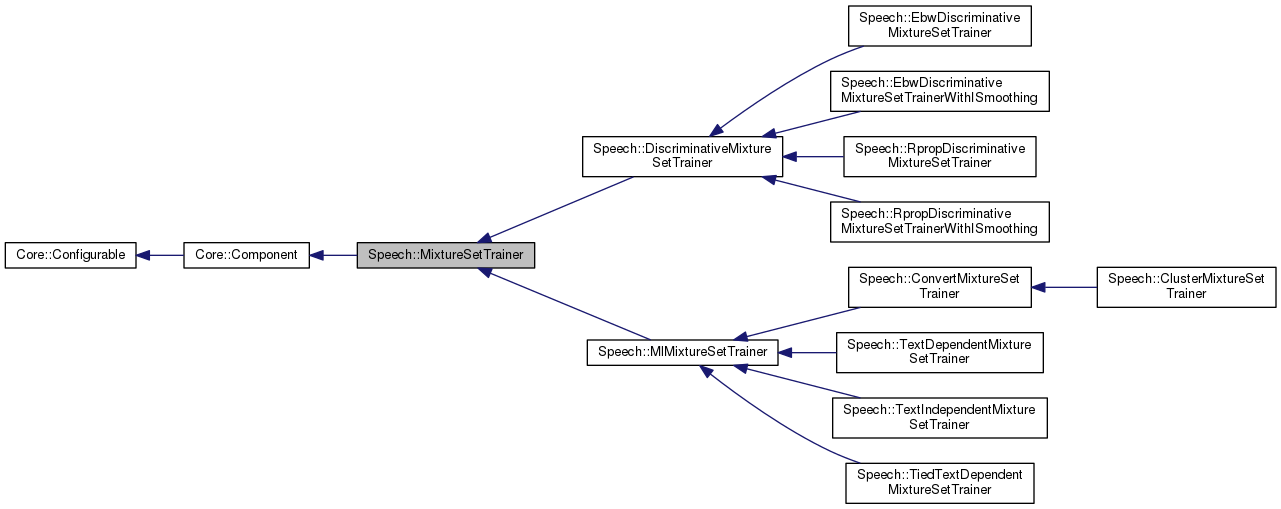 Core::Configurable
Core::Component
Speech::MixtureSetTrainer
Speech::DiscriminativeMixture
SetTrainer
Speech::EbwDiscriminative
MixtureSetTrainer
Speech::EbwDiscriminative
MixtureSetTrainerWithISmoothing
Speech::RpropDiscriminative
MixtureSetTrainer
Speech::RpropDiscriminative
MixtureSetTrainerWithISmoothing
Speech::MlMixtureSetTrainer
Speech::ConvertMixtureSet
Trainer
Speech::ClusterMixtureSet
Trainer
Speech::TextDependentMixture
SetTrainer
Speech::TextIndependentMixture
SetTrainer
Speech::TiedTextDependent
MixtureSetTrainer